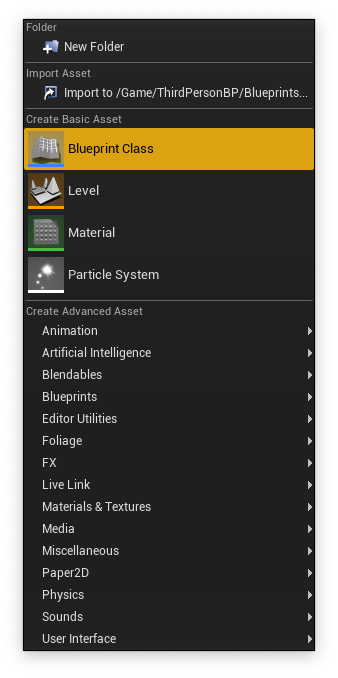 Folder
New Folder
Import Asset
Import to /Game/ThirdPersonBP/Blueprints...
Create Basic Asset
Blueprint Class
Level
Material
Particle System
Create Advanced Asset
Animation
Artificial Intelligence
Blendables
Blueprints
Editor Utilities
Foliage
FX
Live Link
Materials & Textures
Media
Miscellaneous
Paper2D
Physics
Sounds
User Interface